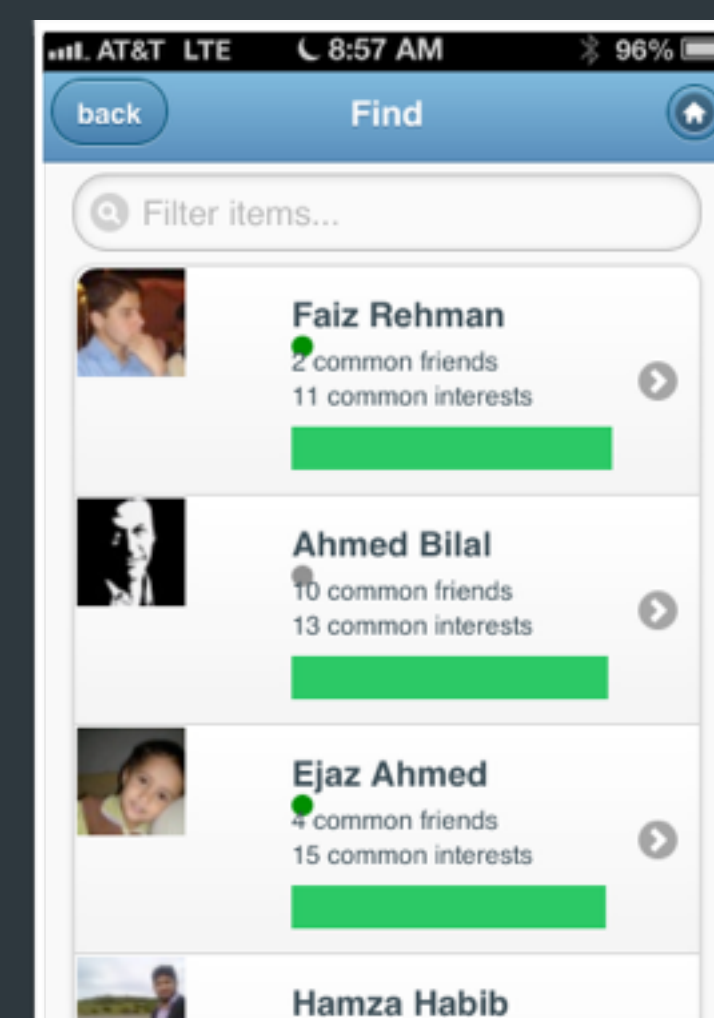 AT&T LTE 8:57 AM 96%
back Find
Filter items...
Faiz Rehman
2 common friends
11 common interests
Ahmed Bilal
10 common friends
13 common interests
Ejaz Ahmed
4 common friends
15 common interests
Hamza Habib